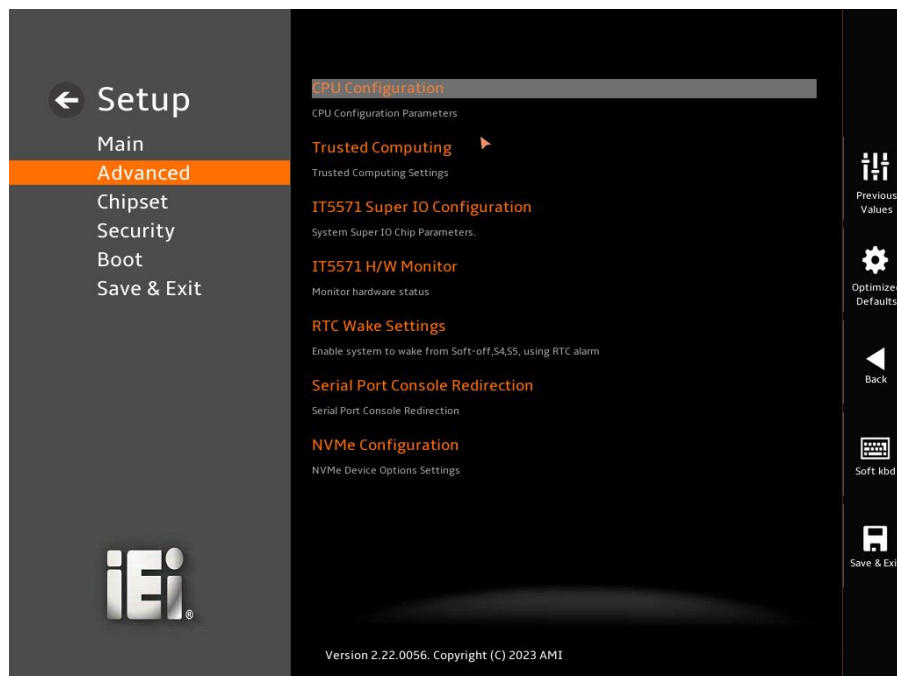 Setup
Main
Advanced
Chipset
Security
Boot
Save & Exit
iEi®
CPU Configuration
CPU Configuration Parameters
Trusted Computing
Trusted Computing Settings
IT5571 Super IO Configuration
System Super IO Chip Parameters.
IT5571 H/W Monitor
Monitor hardware status
RTC Wake Settings
Enable system to wake from Soft-off,S4,S5, using RTC alarm
Serial Port Console Redirection
Serial Port Console Redirection
NVMe Configuration
NVMe Device Options Settings
Version 2.22.0056. Copyright (C) 2023 AMI
Previous
Values
Optimized
Defaults
Back
Soft kbd
Save & Exi